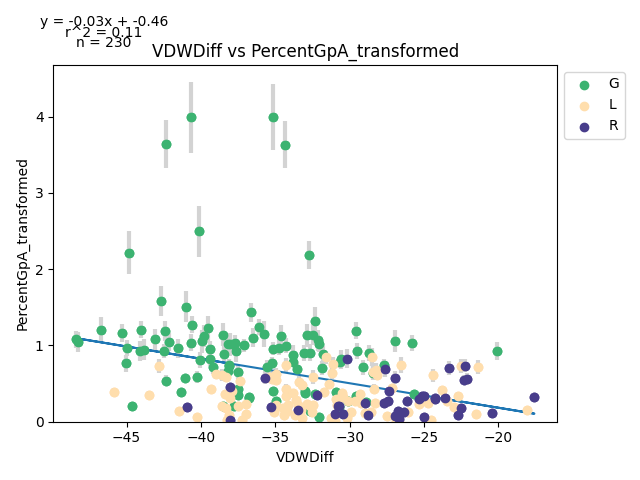 y = -0.03x + -0.46
r^2 = 0.11
n = 230
VDWDiff vs PercentGpA_transformed
G
L
R
4
3
2
1
0
PercentGpA_transformed
−45
−40
−35
−30
−25
−20
VDWDiff